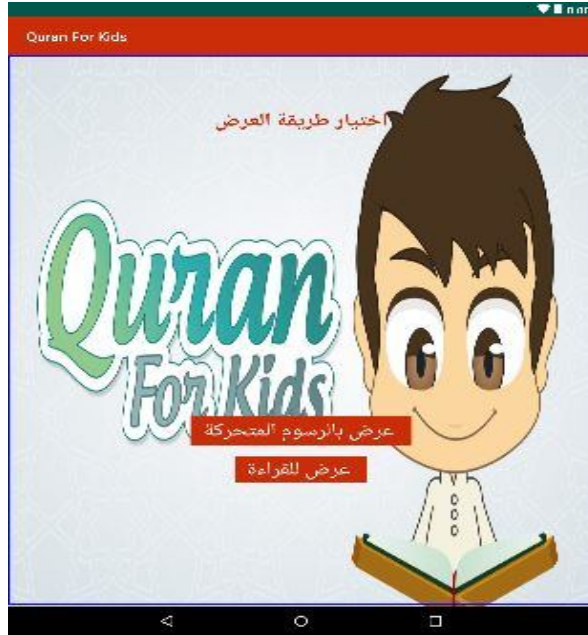 Quran For Kids
اختيار طريقة العرض
Quran
For Kids
عرض بالرسوم المتحركة
عرض للقراءة